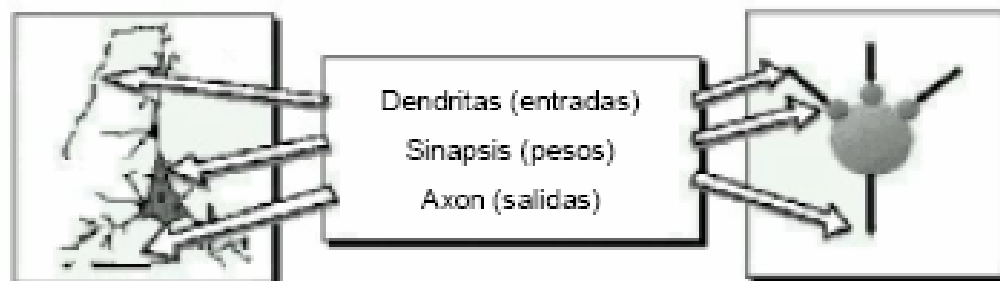 Dendritas (entradas)
Sinapsis (pesos)
Axon (salidas)